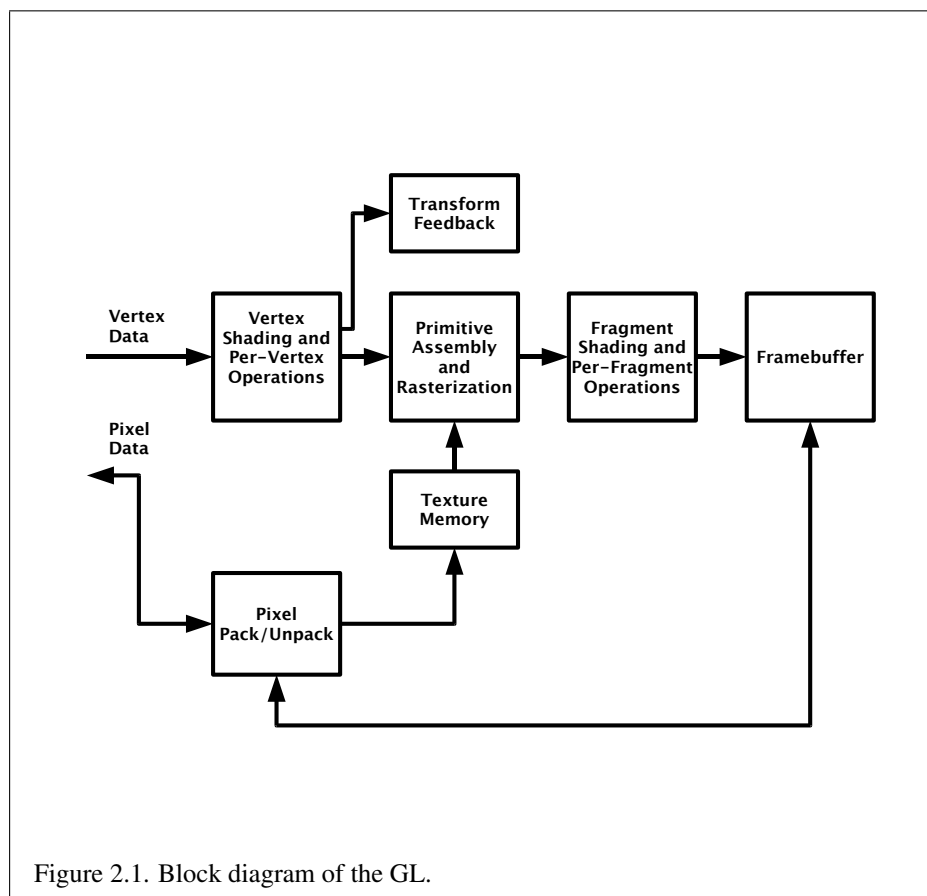 Transform
Feedback
Vertex
Data
Vertex
Shading and
Per-Vertex
Operations
Primitive
Assembly
and
Rasterization
Fragment
Shading and
Per-Fragment
Operations
Framebuffer
Pixel
Data
Texture
Memory
Pixel
Pack/Unpack
Figure 2.1. Block diagram of the GL.